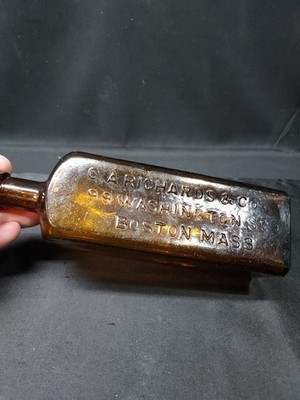 C.A.RICHARDS & CO.
99 WASHINGTON ST
BOSTON MASS